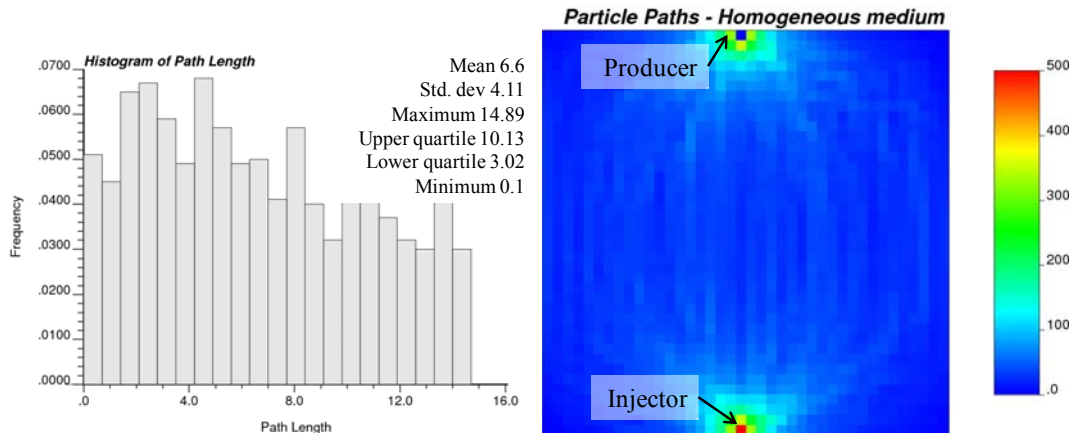 Histogram of Path Length
Mean 6.6
Std. dev 4.11
Maximum 14.89
Upper quartile 10.13
Lower quartile 3.02
Minimum 0.1
Frequency
.0700
.0600
.0500
.0400
.0300
.0200
.0100
.0000
.0
4.0
8.0
12.0
16.0
Path Length
Particle Paths - Homogeneous medium
Producer
Injector
500
400
300
200
100
.0